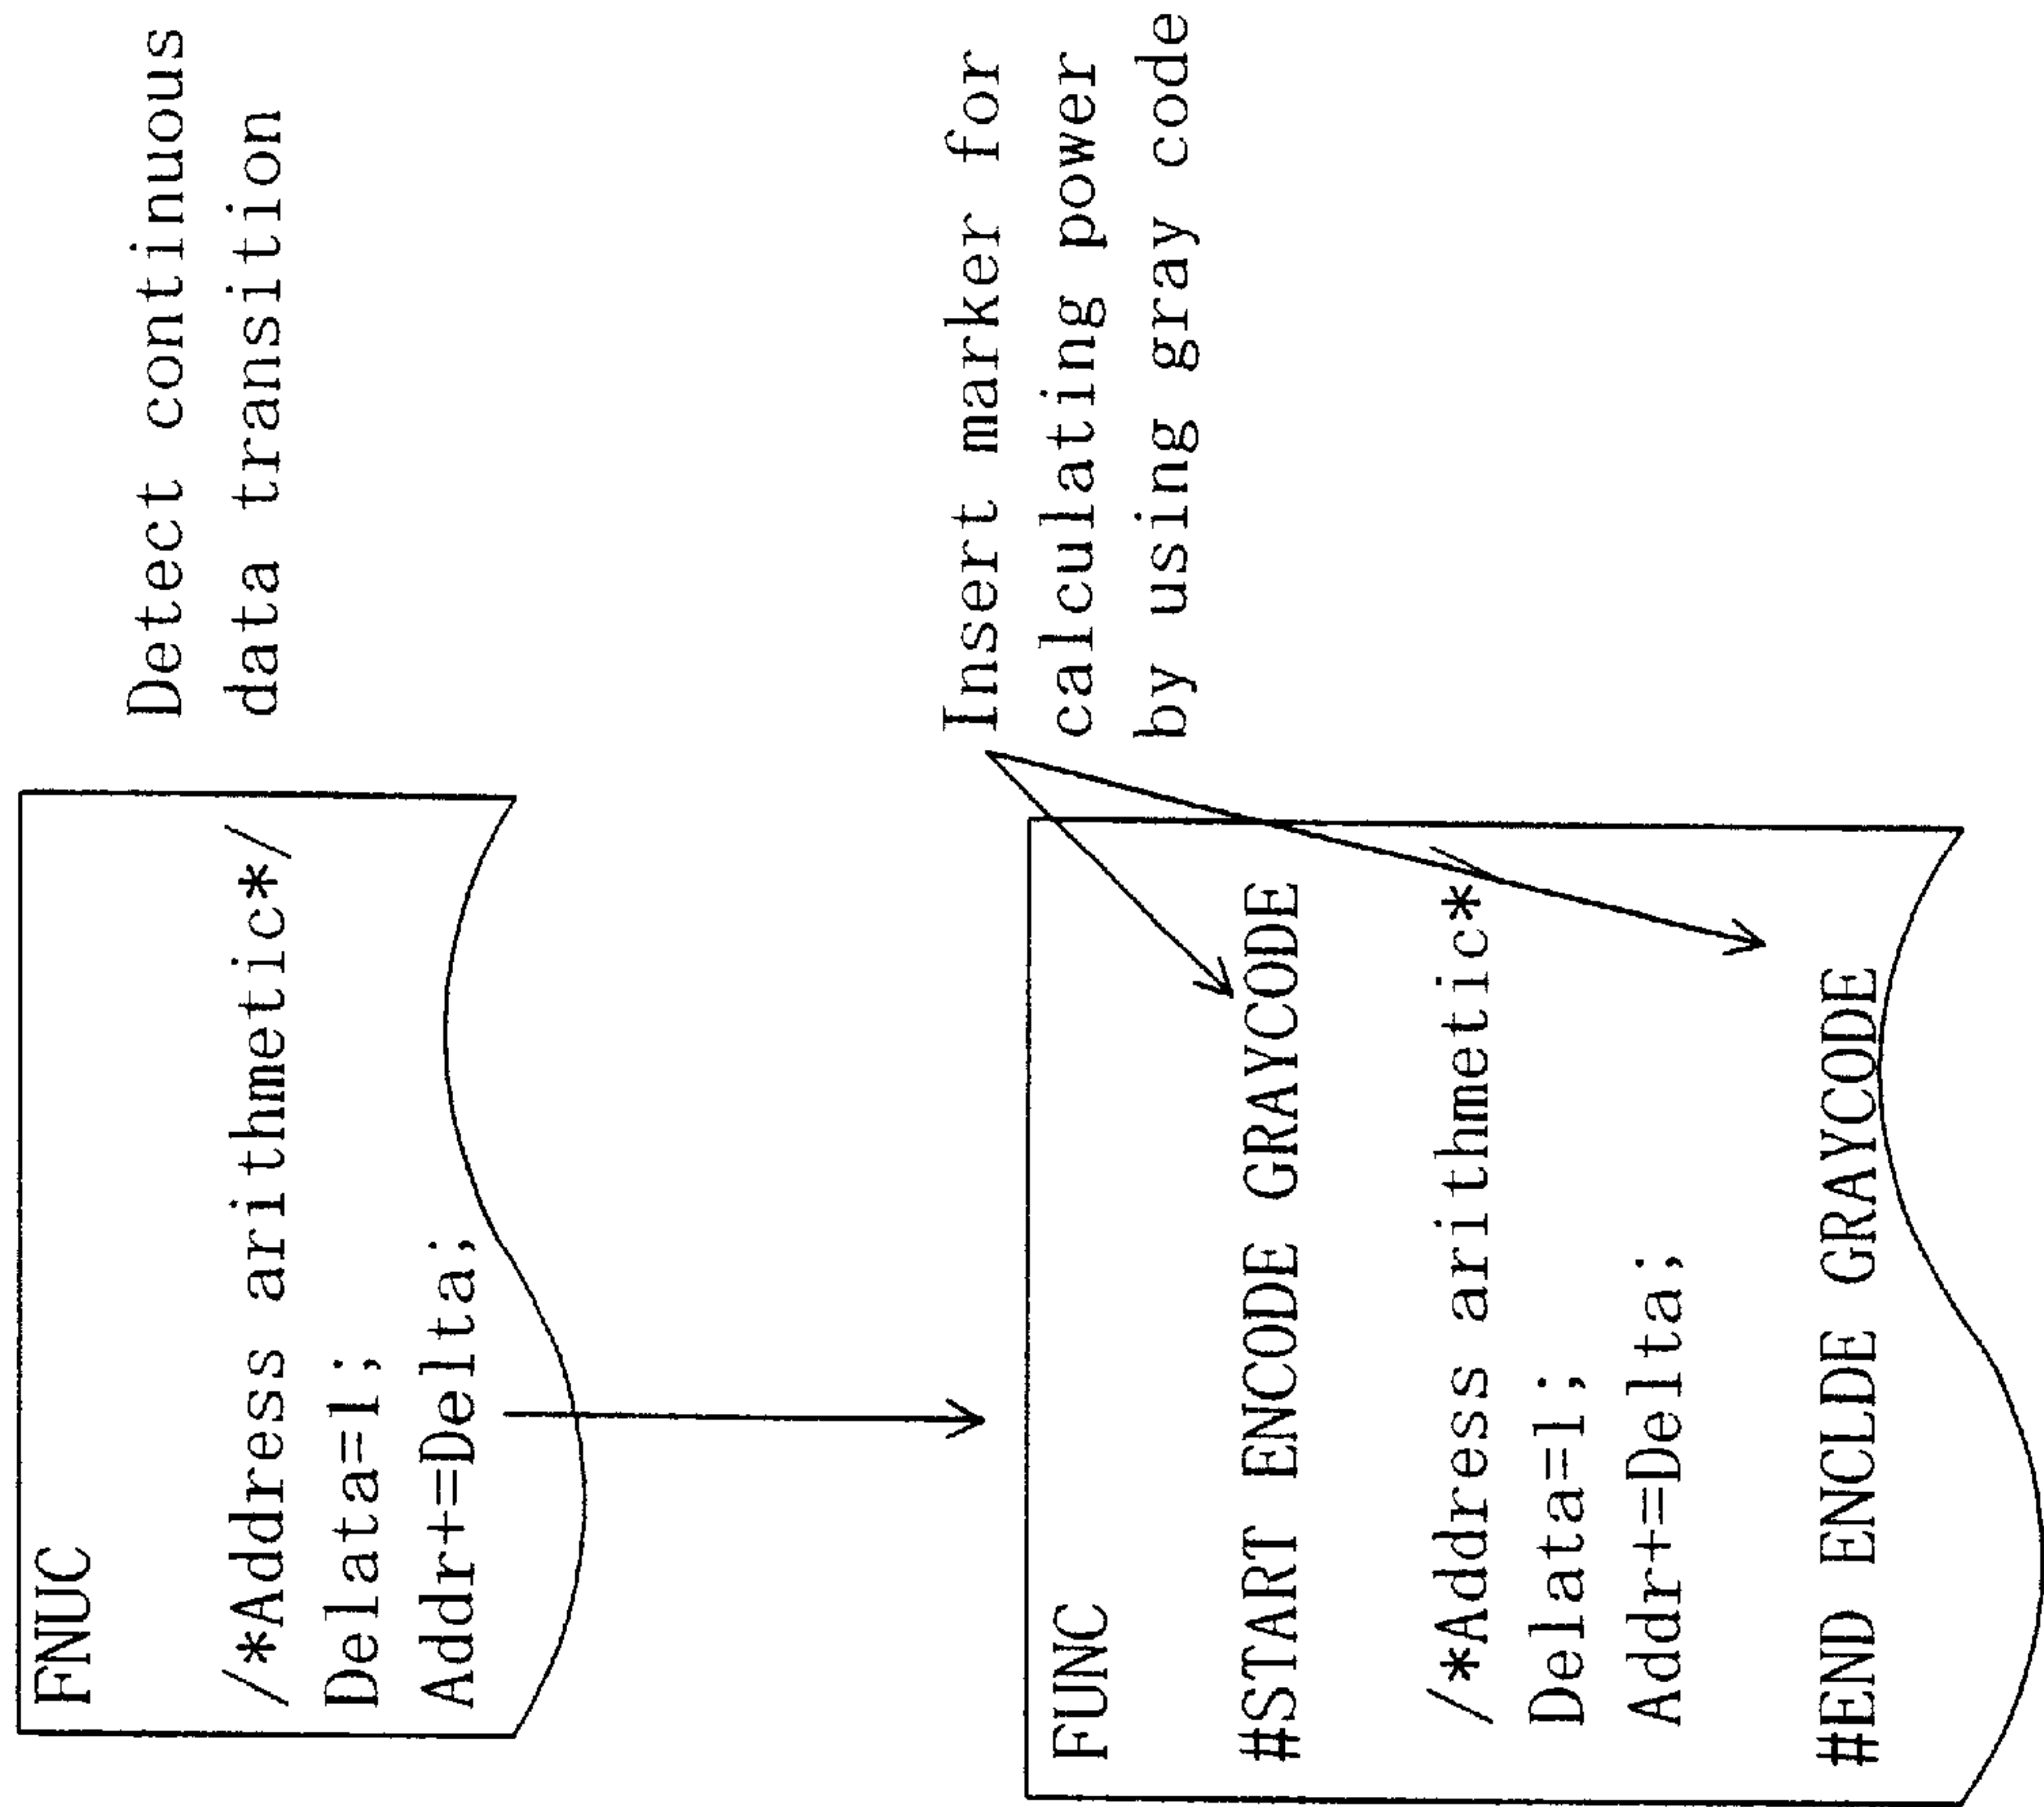 FNUC
/*Address arithmetic*/
Delata=1;
Addr+=Delta;
Detect continuous
data transition
FUNC
#START ENCODE GRAYCODE
/*Address arithmetic*/
Delata=1;
Addr+=Delta;
#END ENCLDE GRAYCODE
Insert marker for
calculating power
by using gray code